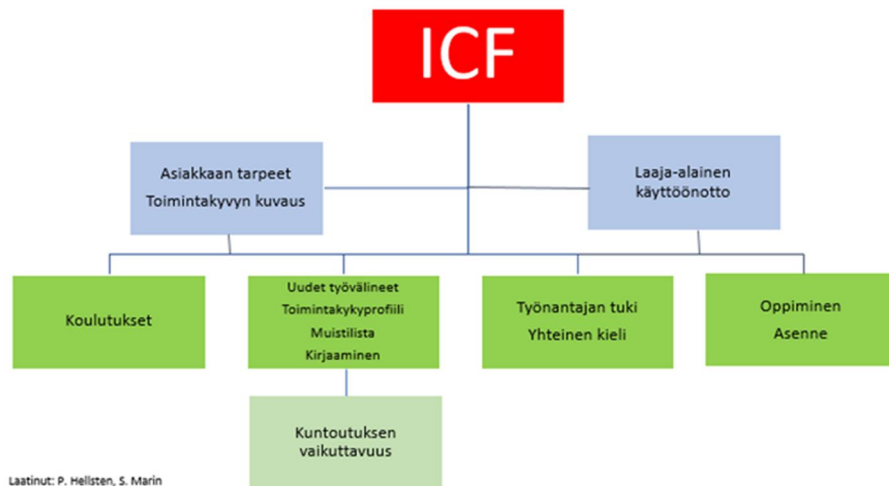 ICF
Asiakkaan tarpeet
Toimintakyvyn kuvaus
Laaja-alainen
käyttöönotto
Koulutukset
Uudet työvälineet
Toimintakykyprofiili
Muistilista
Kirjaaminen
Työnantajan tuki
Yhteinen kieli
Oppiminen
Asenne
Kuntoutuksen
vaikuttavuus
Laatinut: P. Hellsten, S. Marin